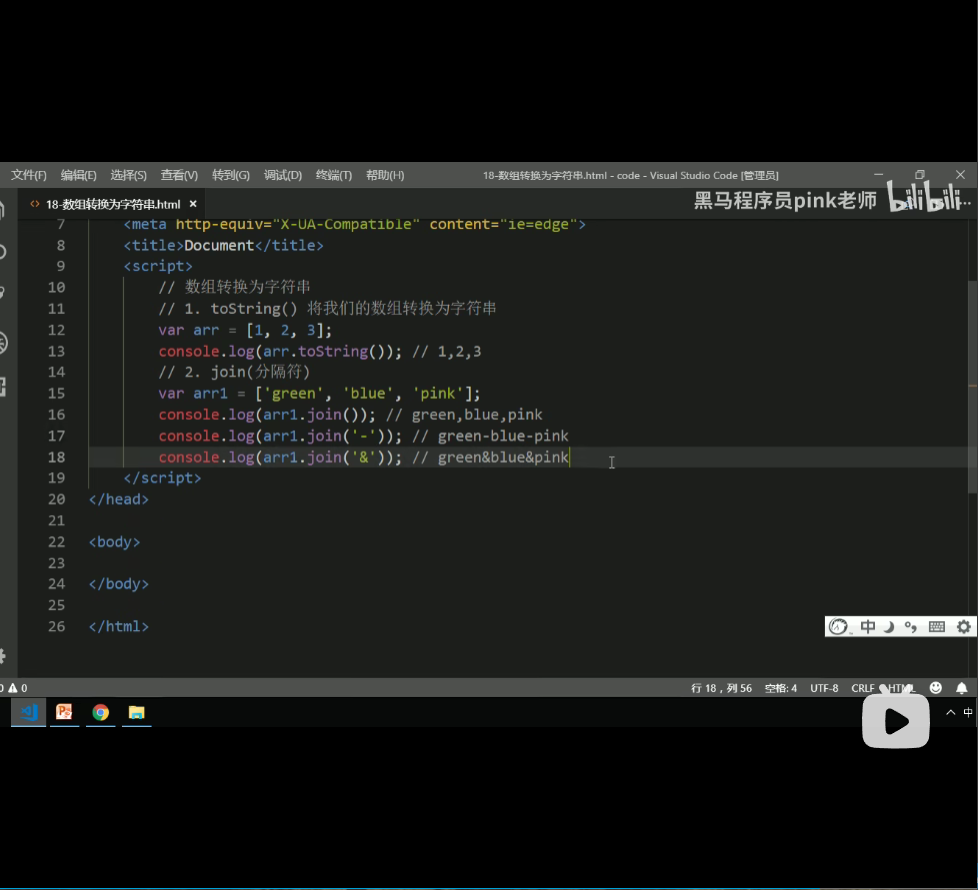 文件(F) 编辑(E) 选择(S) 查看(V) 转到(G) 调试(D) 终端(T) 帮助(H) 18-数组转换为字符串.html - code - Visual Studio Code [管理员]
18-数组转换为字符串.html ×
黑马程序员pink老师 bilibili
7 <meta http-equiv="X-UA-Compatible" content="ie=edge">
8 <title>Document</title>
9 <script>
10 // 数组转换为字符串
11 // 1. toString() 将我们的数组转换为字符串
12 var arr = [1, 2, 3];
13 console.log(arr.toString()); // 1,2,3
14 // 2. join(分隔符)
15 var arr1 = ['green', 'blue', 'pink'];
16 console.log(arr1.join()); // green,blue,pink
17 console.log(arr1.join('-')); // green-blue-pink
18 console.log(arr1.join('&')); // green&blue&pink
19 </script>
20 </head>
21
22 <body>
23
24 </body>
25
26 </html>
中
0 0 行 18，列 56 空格: 4 UTF-8 CRLF HTML
中